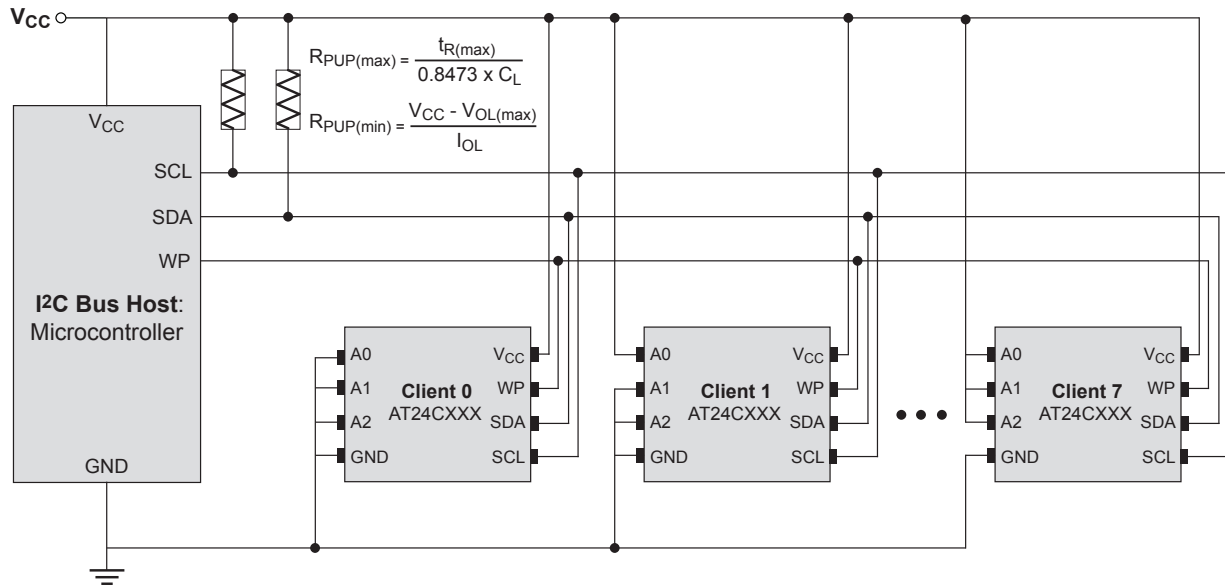 VCC
RPUP(max) = tR(max) / 0.8473 x CL
RPUP(min) = VCC - VOL(max) / IOL
VCC
SCL
SDA
WP
I2C Bus Host:
Microcontroller
GND
A0
A1
A2
GND
Client 0
AT24CXXX
VCC
WP
SDA
SCL
A0
A1
A2
GND
Client 1
AT24CXXX
VCC
WP
SDA
SCL
A0
A1
A2
GND
Client 7
AT24CXXX
VCC
WP
SDA
SCL